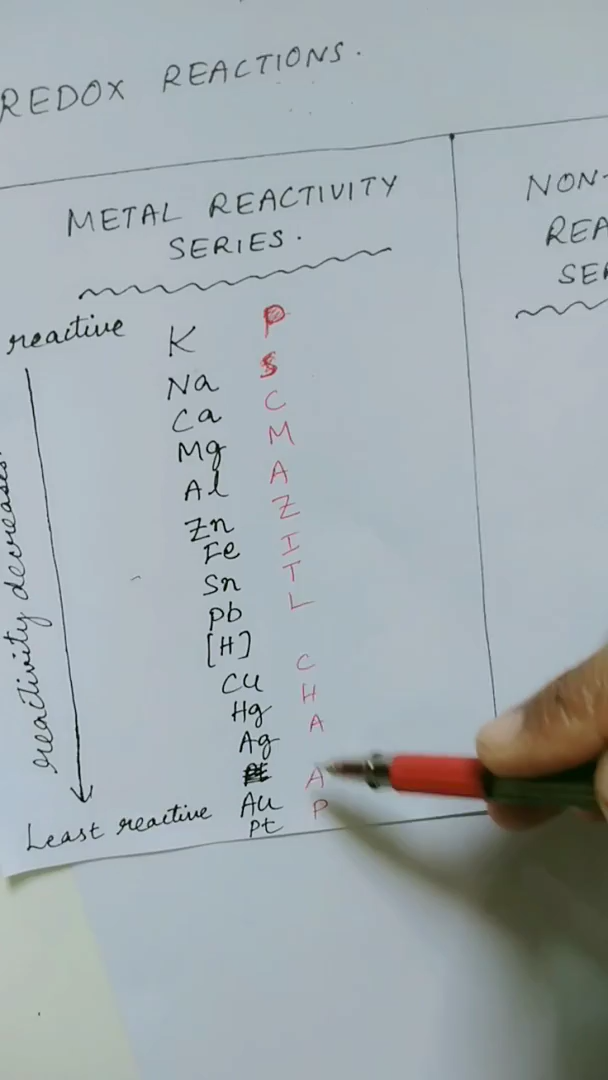 REDOX REACTIONS.
METAL REACTIVITY
SERIES.
NON-
REA
SER
reactive
K P
Na S
Ca C
Mg M
Al A
Zn Z
Fe I
Sn T
Pb L
[H]
Cu C
Hg H
Ag A
Au A
Pt P
reactivity decreases.
Least reactive